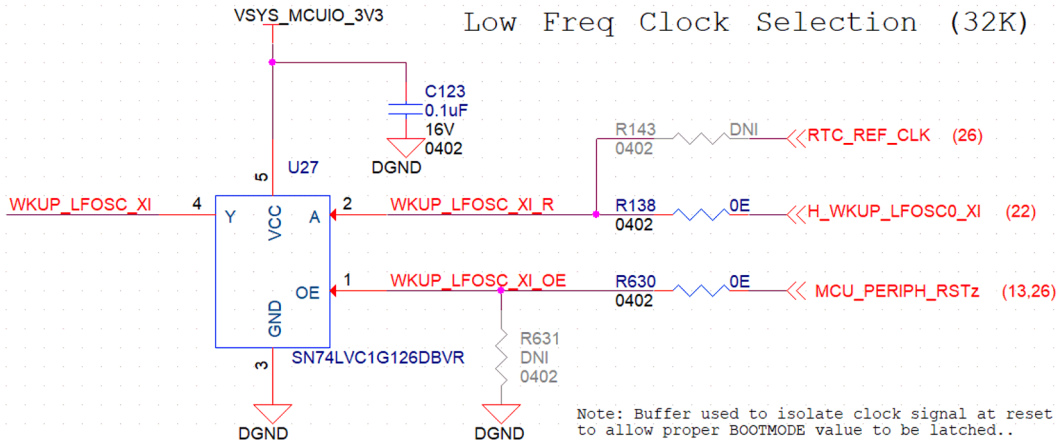 VSYS_MCUIO_3V3
Low Freq Clock Selection (32K)
C123
0.1uF
16V
0402
DGND
R143
0402
DNI
RTC_REF_CLK (26)
U27
5
WKUP_LFOSC_XI
4
Y
VCC
A
2
WKUP_LFOSC_XI_R
R138
0402
0E
H_WKUP_LFOSC0_XI (22)
OE
1
WKUP_LFOSC_XI_OE
R630
0402
0E
MCU_PERIPH_RSTz (13,26)
GND
3
SN74LVC1G126DBVR
R631
DNI
0402
DGND
DGND
Note: Buffer used to isolate clock signal at reset
to allow proper BOOTMODE value to be latched..